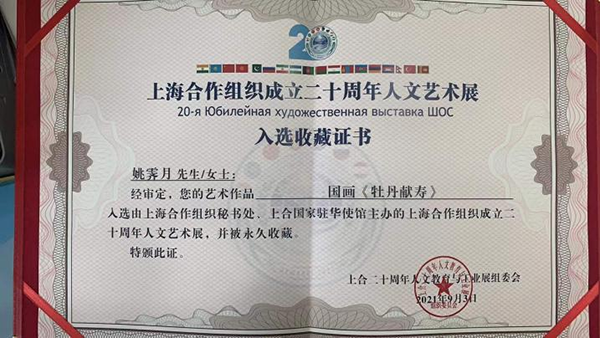 20
上海合作组织成立二十周年人文艺术展
20-я Юбилейная художественная выставка ШОС
入选收藏证书
姚霁月 先生/女士：
经审定，您的艺术作品 国画《牡丹献寿》
入选由上海合作组织秘书处、上合国家驻华使馆主办的上海合作组织成立二
十周年人文艺术展，并被永久收藏。
特颁此证。
上合二十周年人文教育与工业展组委会
2021年9月3日